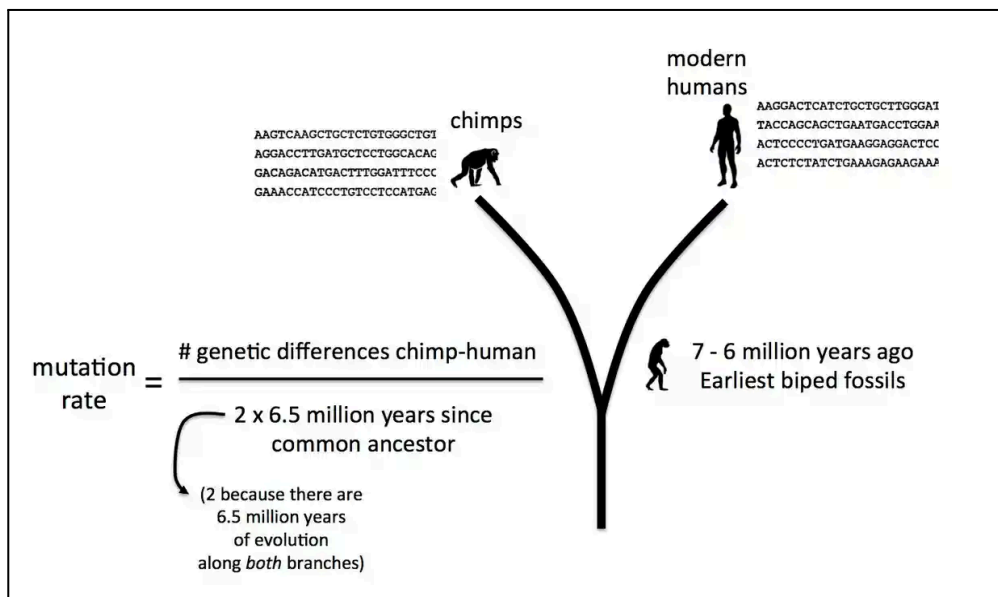 modern
humans
chimps
AAGTCAAGCTGCTCTGTGGGCTGT
AGGACCTTGATGCTCCTGGCACAG
GACAGACATGACTTTGGATTTCCC
GAAACCATCCCTGTCCTCCATGAG
AAGGACTCATCTGCTGCTTGGGAT
TACCAGCAGCTGAATGACCTGGAA
ACTCCCCTGATGAAGGAGGACTCC
ACTCTCTATCTGAAAGAGAAGAAA
mutation
rate
=
# genetic differences chimp-human
2 x 6.5 million years since
common ancestor
(2 because there are
6.5 million years
of evolution
along both branches)
7 - 6 million years ago
Earliest biped fossils